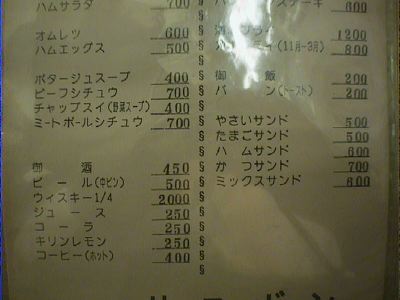 ハムサラダ 700
オムレツ 600
ハムエッグス 500
ポタージュスープ 400
ビーフシチュウ 700
チャップスイ(野菜スープ) 400
ミートボールシチュウ 700
御酒 450
ビール(中ビン) 500
ウィスキー1/4 2000
ジュース 250
コーラ 250
キリンレモン 250
コーヒー(ホット) 400
ステーキ 800
フライ 1200
(11月-3月) 800
御飯 200
パン(トースト) 200
やさいサンド 500
たまごサンド 500
ハムサンド 600
かつサンド 700
ミックスサンド 600